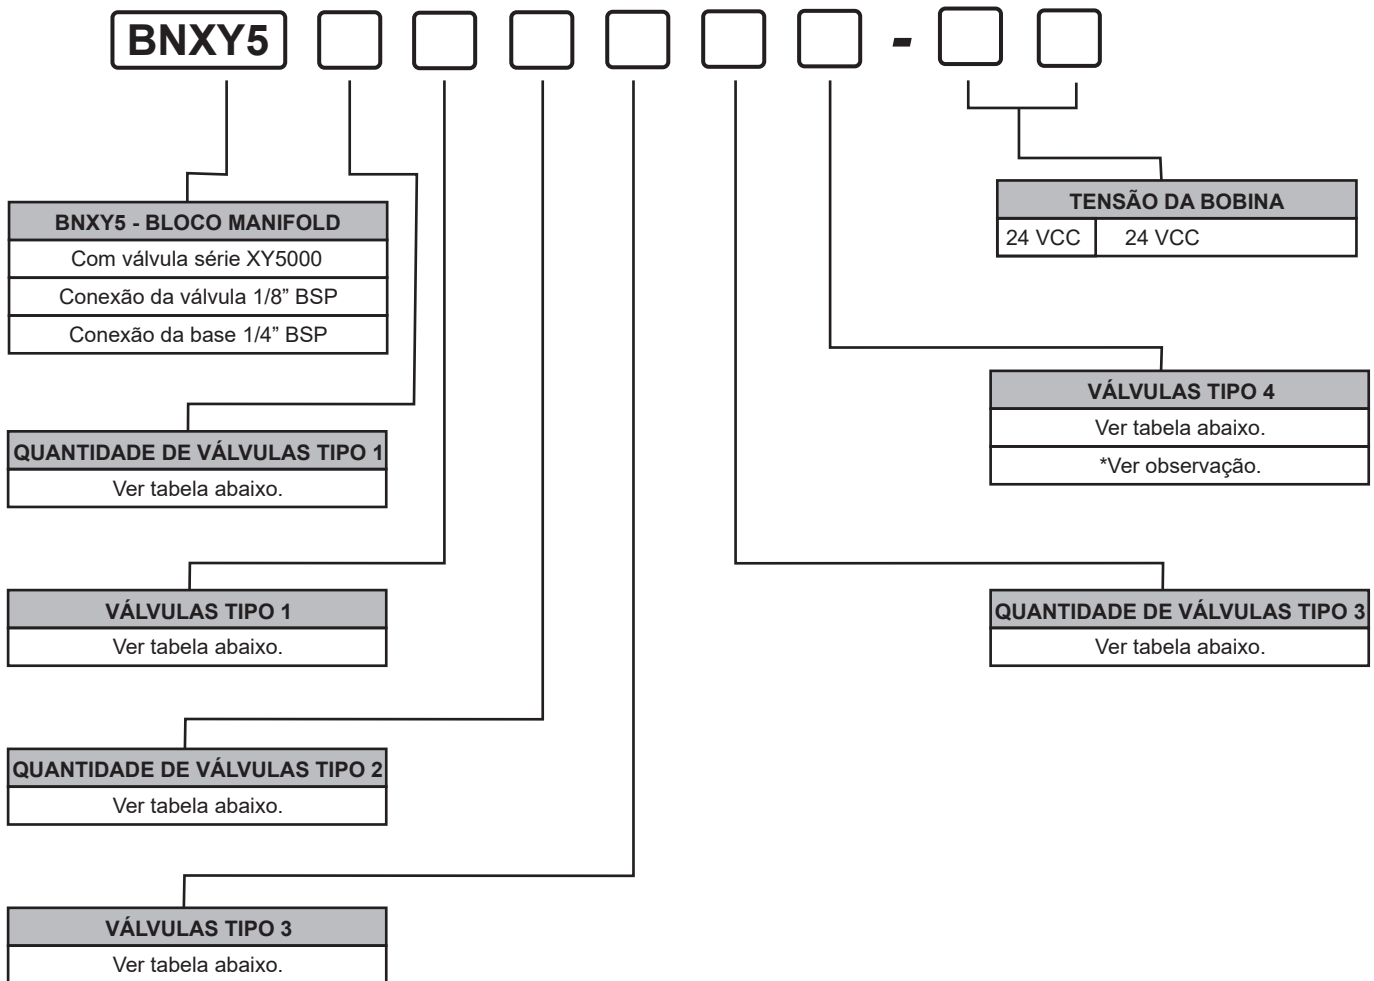 BNXY5 -
BNXY5 - BLOCO MANIFOLD
Com válvula série XY5000
Conexão da válvula 1/8” BSP
Conexão da base 1/4” BSP
QUANTIDADE DE VÁLVULAS TIPO 1
Ver tabela abaixo.
VÁLVULAS TIPO 1
Ver tabela abaixo.
QUANTIDADE DE VÁLVULAS TIPO 2
Ver tabela abaixo.
VÁLVULAS TIPO 3
Ver tabela abaixo.
TENSÃO DA BOBINA
24 VCC 24 VCC
VÁLVULAS TIPO 4
Ver tabela abaixo.
*Ver observação.
QUANTIDADE DE VÁLVULAS TIPO 3
Ver tabela abaixo.